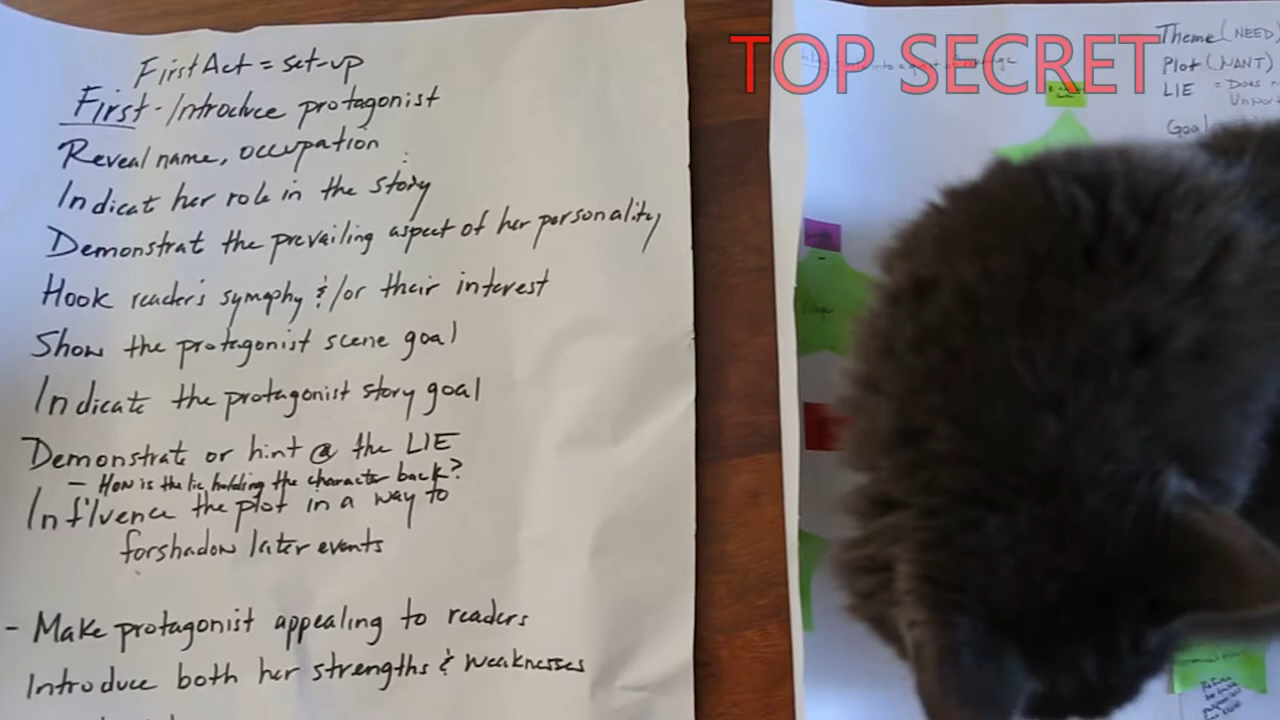 First Act = set-up
First - Introduce protagonist
Reveal name, occupation
Indicat her role in the story
Demonstrat the prevailing aspect of her personality
Hook reader's symaphy &/or their interest
Show the protagonist scene goal
Indicate the protagonist story goal
Demonstrate or hint @ the LIE
- How is the lie holding the character back?
Influence the plot in a way to
forshadow later events
- Make protagonist appealing to readers
Introduce both her strengths & weaknesses
TOP SECRET
Theme (NEED)
Plot (WANT)
LIE = Does
Goal